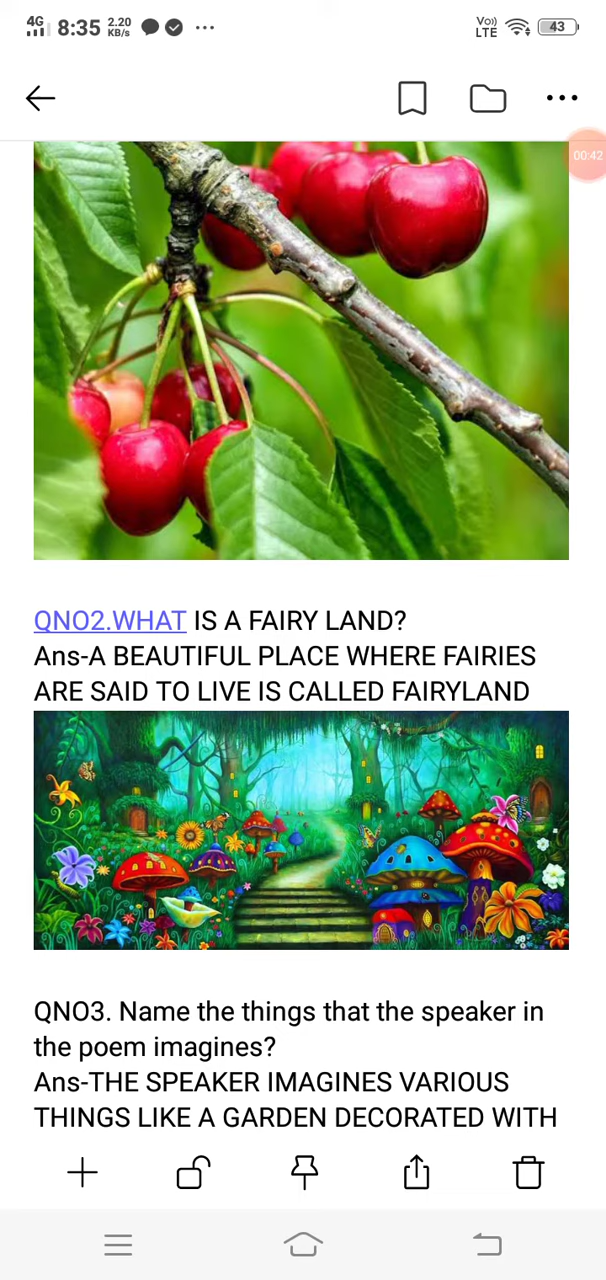 4G 8:35 2.20 KB/s ... Vo)) LTE 43
00:42
QNO2.WHAT IS A FAIRY LAND?
Ans-A BEAUTIFUL PLACE WHERE FAIRIES
ARE SAID TO LIVE IS CALLED FAIRYLAND
QNO3. Name the things that the speaker in
the poem imagines?
Ans-THE SPEAKER IMAGINES VARIOUS
THINGS LIKE A GARDEN DECORATED WITH